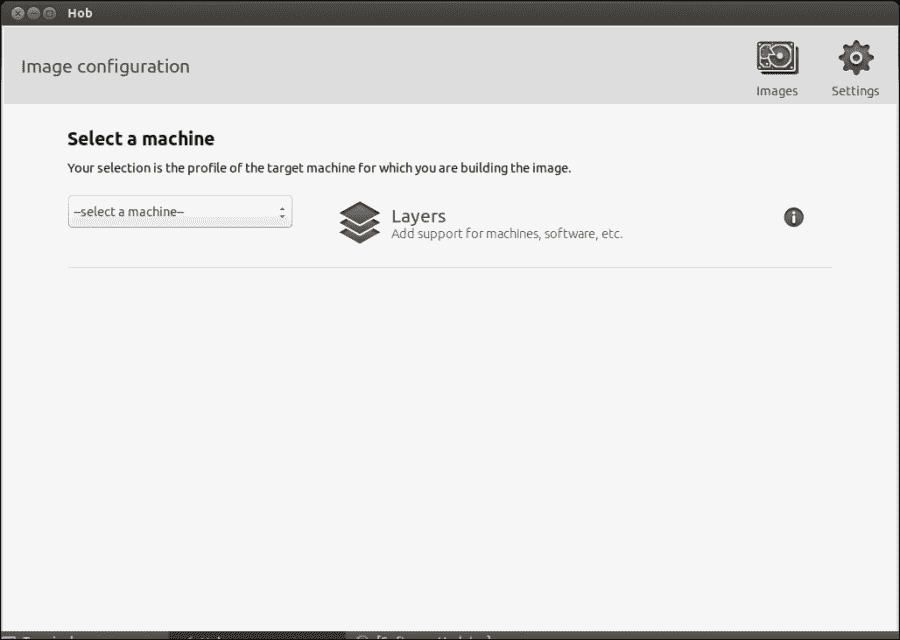 Hob
Image configuration
Images
Settings
Select a machine
Your selection is the profile of the target machine for which you are building the image.
--select a machine--
Layers
Add support for machines, software, etc.